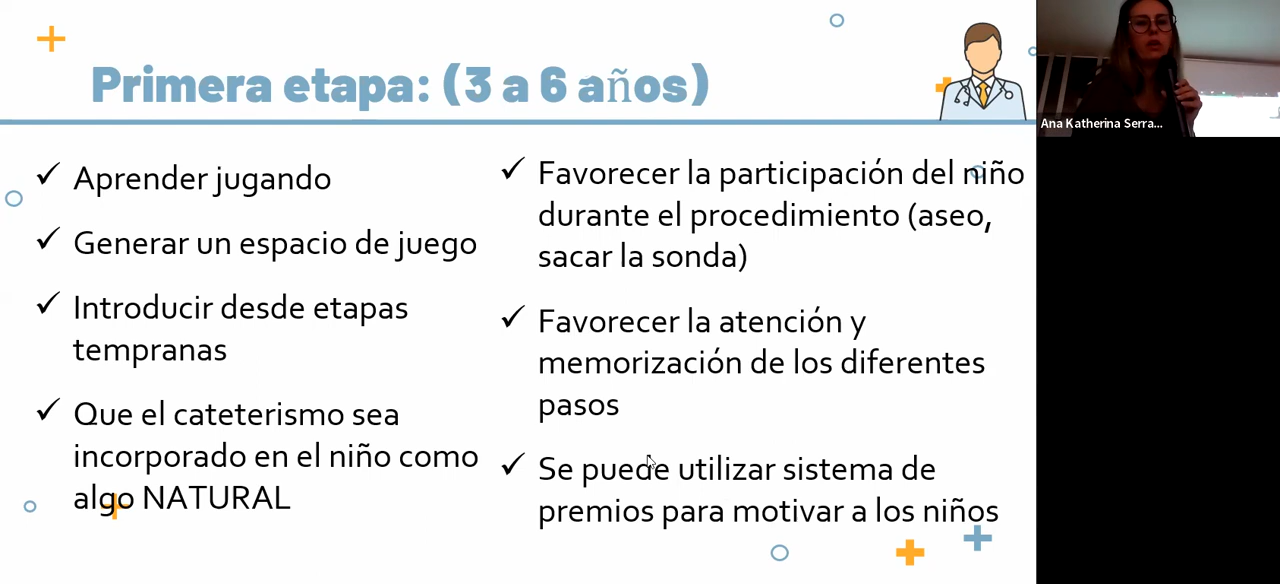 Primera etapa: (3 a 6 años)
Aprender jugando
Generar un espacio de juego
Introducir desde etapas
tempranas
Que el cateterismo sea
incorporado en el niño como
algo NATURAL
Favorecer la participación del niño
durante el procedimiento (aseo,
sacar la sonda)
Favorecer la atención y
memorización de los diferentes
pasos
Se puede utilizar sistema de
premios para motivar a los niños
Ana Katherina Serra...